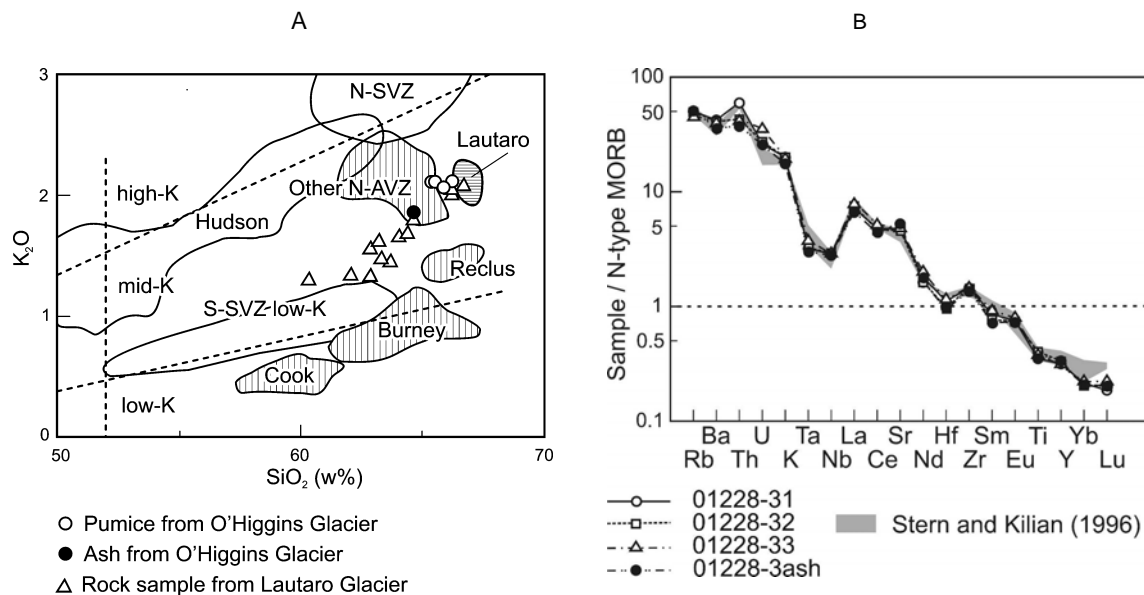 A
B
3
2
1
0
K₂O
50
60
70
SiO₂ (w%)
N-SVZ
Lautaro
high-K
Other N-AVZ
Hudson
mid-K
Reclus
S-SVZ low-K
Burney
Cook
low-K
Pumice from O'Higgins Glacier
Ash from O'Higgins Glacier
Rock sample from Lautaro Glacier
100
50
10
5
1
0.5
0.1
Sample / N-type MORB
Ba U Ta La Sr Hf Sm Ti Yb
Rb Th K Nb Ce Nd Zr Eu Y Lu
01228-31
01228-32
01228-33
01228-3ash
Stern and Kilian (1996)